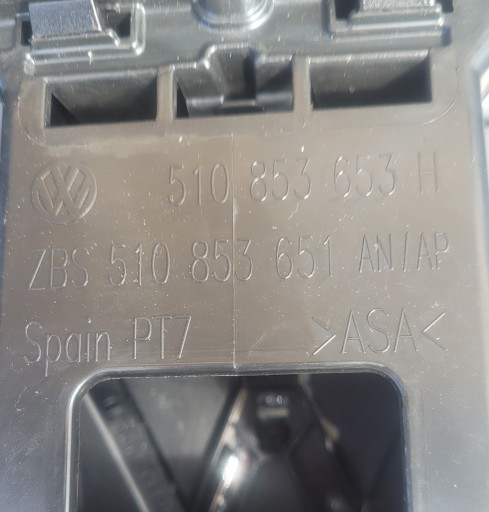 510 853 653 H
ZBS 510 853 651 AN/AP
Spain PT7 >ASA<